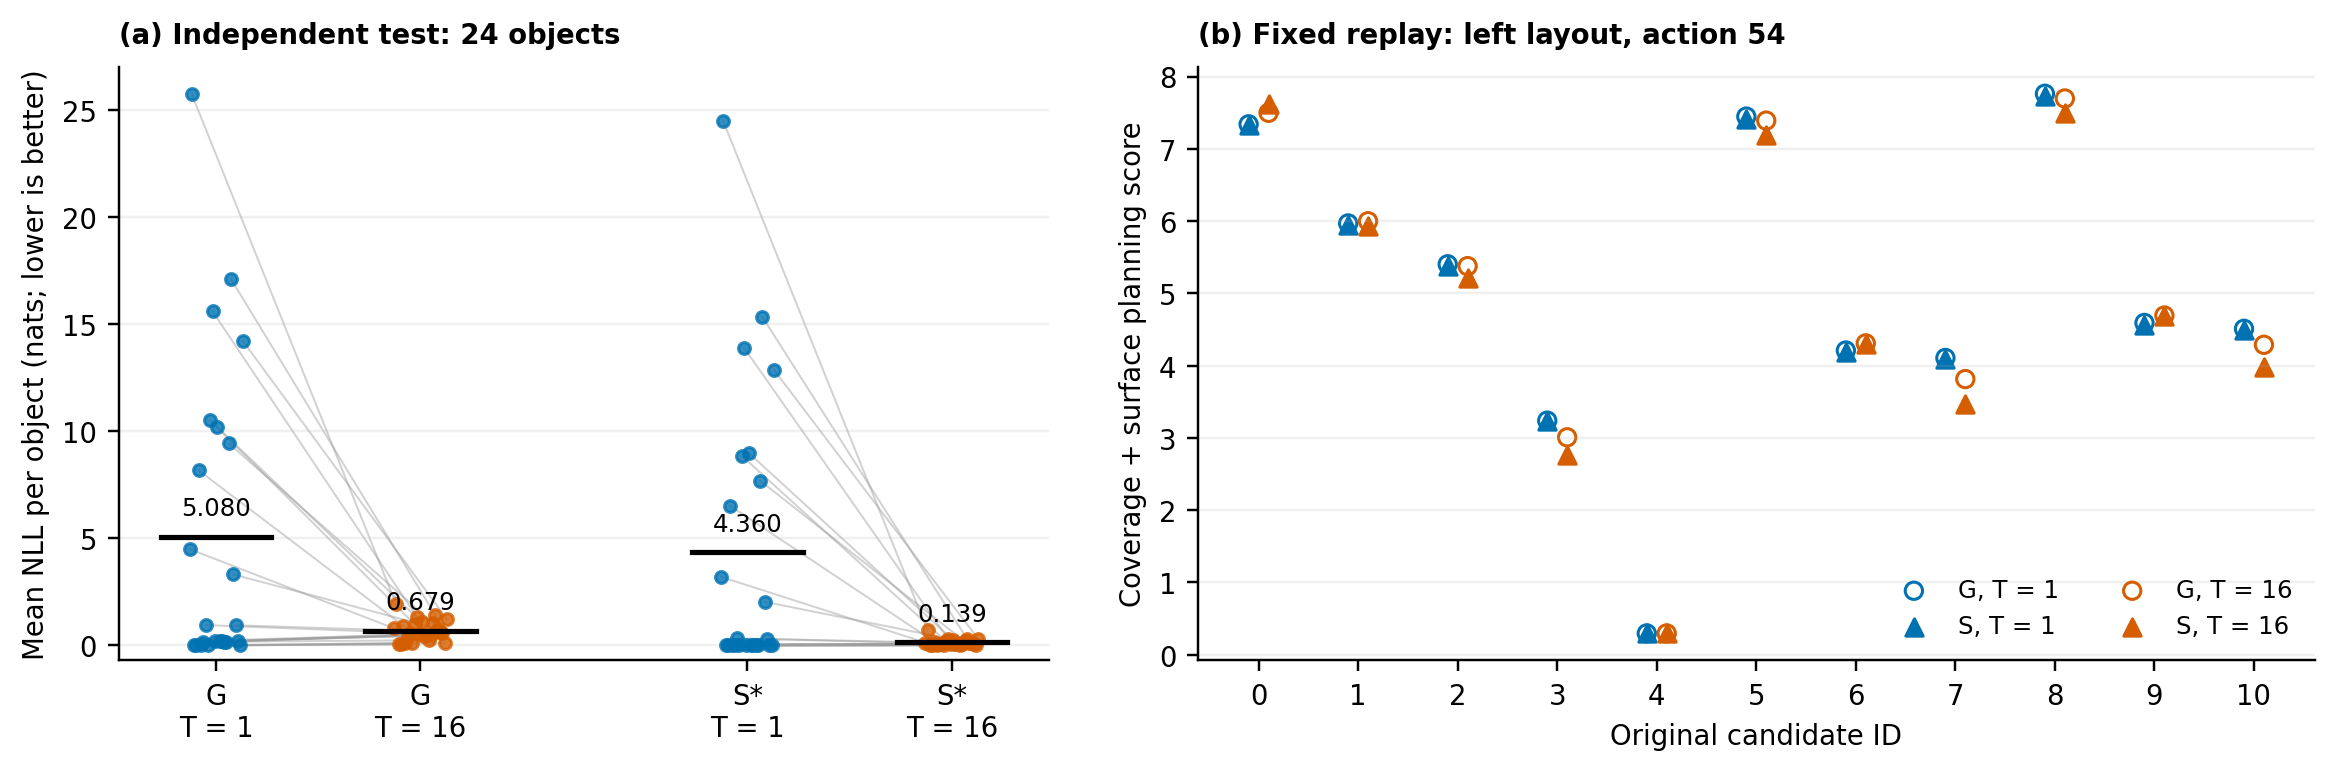 (a) Independent test: 24 objects
Mean NLL per object (nats; lower is better)
25
20
15
10
5
0
5.080
0.679
4.360
0.139
G
T = 1
G
T = 16
S*
T = 1
S*
T = 16
(b) Fixed replay: left layout, action 54
Coverage + surface planning score
8
7
6
5
4
3
2
1
0
G, T = 1
S, T = 1
G, T = 16
S, T = 16
0 1 2 3 4 5 6 7 8 9 10
Original candidate ID